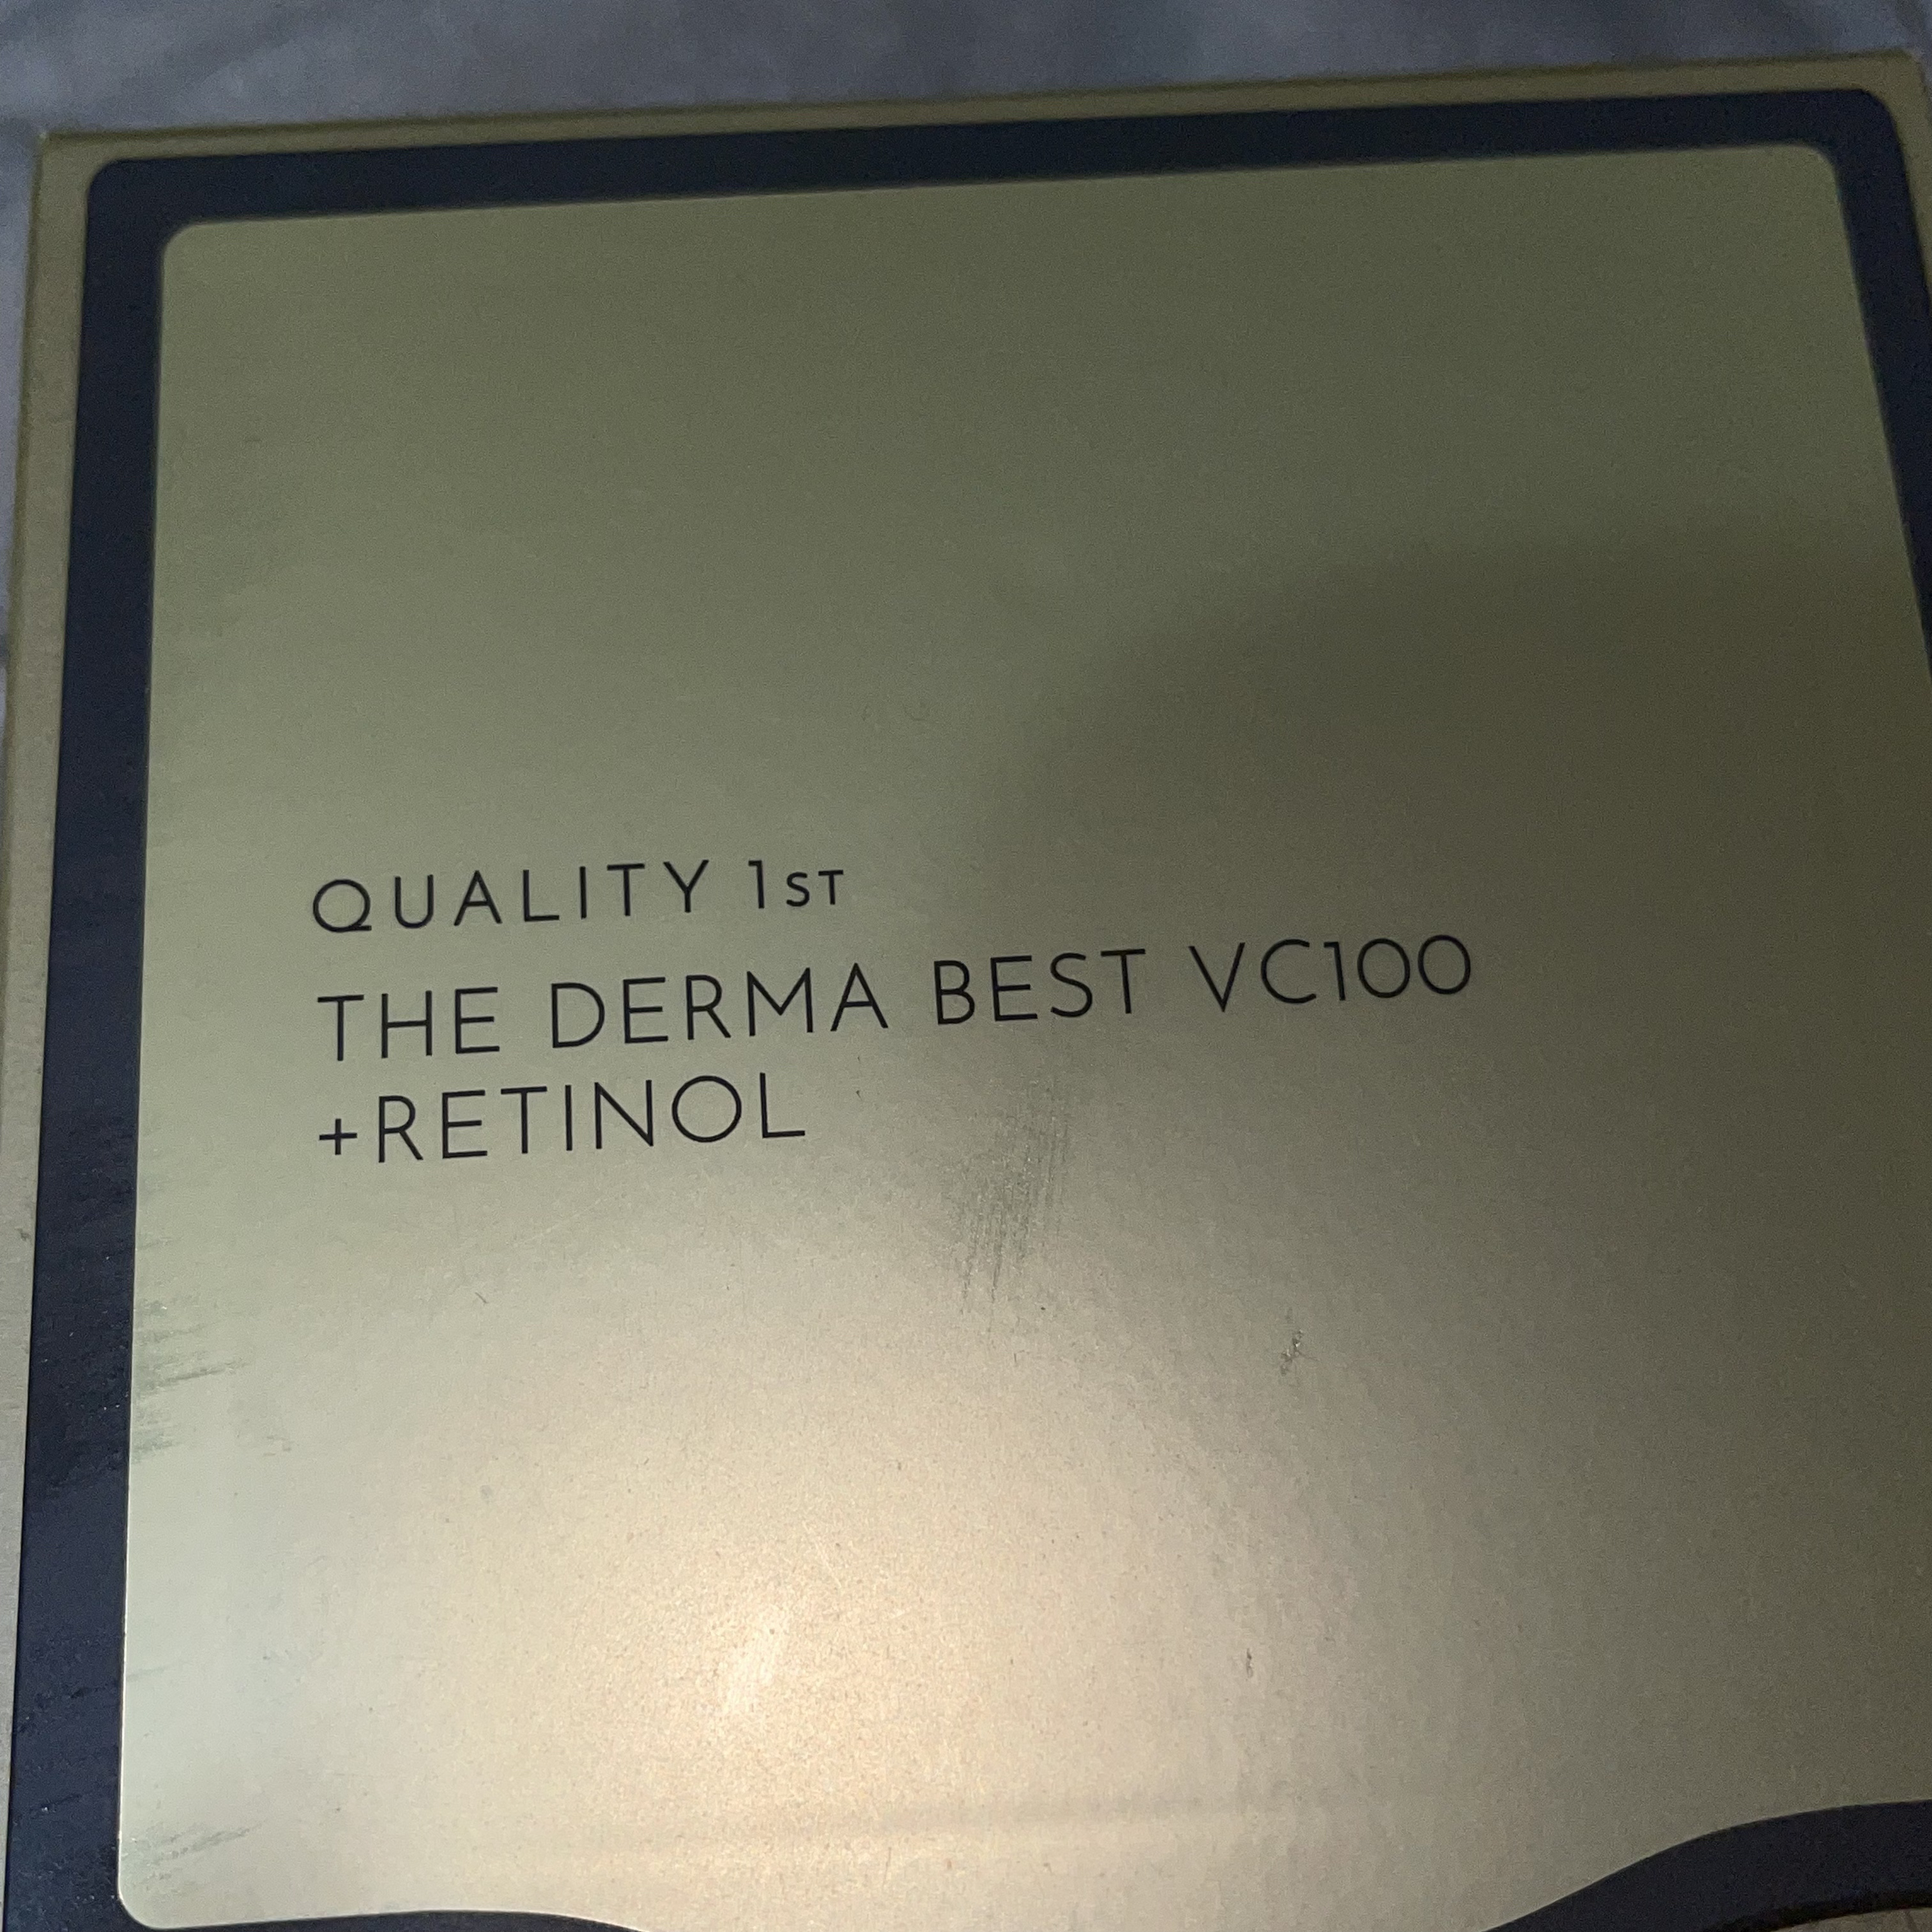 QUALITY 1ST
THE DERMA BEST VC100
+RETINOL